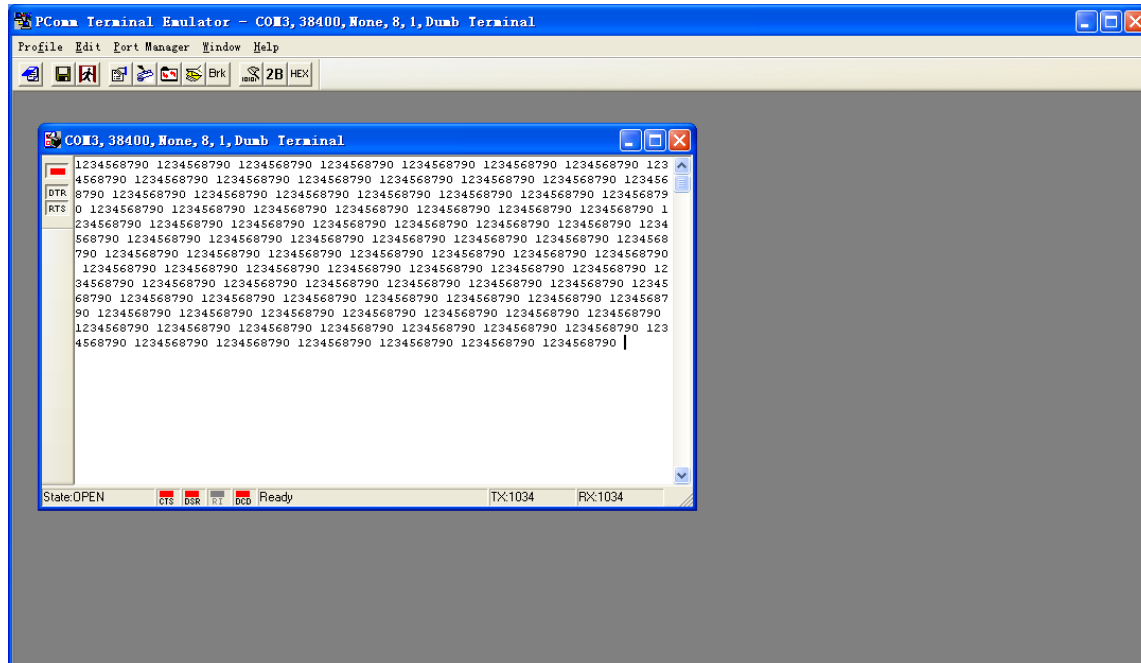 PComm Terminal Emulator - COM3,38400,None,8,1,Dumb Terminal
Profile Edit Port Manager Window Help
Brk 2B HEX
COM3,38400,None,8,1,Dumb Terminal
1234568790 1234568790 1234568790 1234568790 1234568790 1234568790 1234568790 123
4568790 1234568790 1234568790 1234568790 1234568790 1234568790 1234568790 123456
DTR 8790 1234568790 1234568790 1234568790 1234568790 1234568790 1234568790 123456879
RTS 0 1234568790 1234568790 1234568790 1234568790 1234568790 1234568790 1234568790 1
234568790 1234568790 1234568790 1234568790 1234568790 1234568790 1234568790 1234
568790 1234568790 1234568790 1234568790 1234568790 1234568790 1234568790 1234568
790 1234568790 1234568790 1234568790 1234568790 1234568790 1234568790 1234568790
1234568790 1234568790 1234568790 1234568790 1234568790 1234568790 1234568790 12
34568790 1234568790 1234568790 1234568790 1234568790 1234568790 1234568790 12345
68790 1234568790 1234568790 1234568790 1234568790 1234568790 1234568790 12345687
90 1234568790 1234568790 1234568790 1234568790 1234568790 1234568790 1234568790
1234568790 1234568790 1234568790 1234568790 1234568790 1234568790 1234568790 123
4568790 1234568790 1234568790 1234568790 1234568790 1234568790 1234568790
State:OPEN CTS DSR RI DCD Ready TX:1034 RX:1034